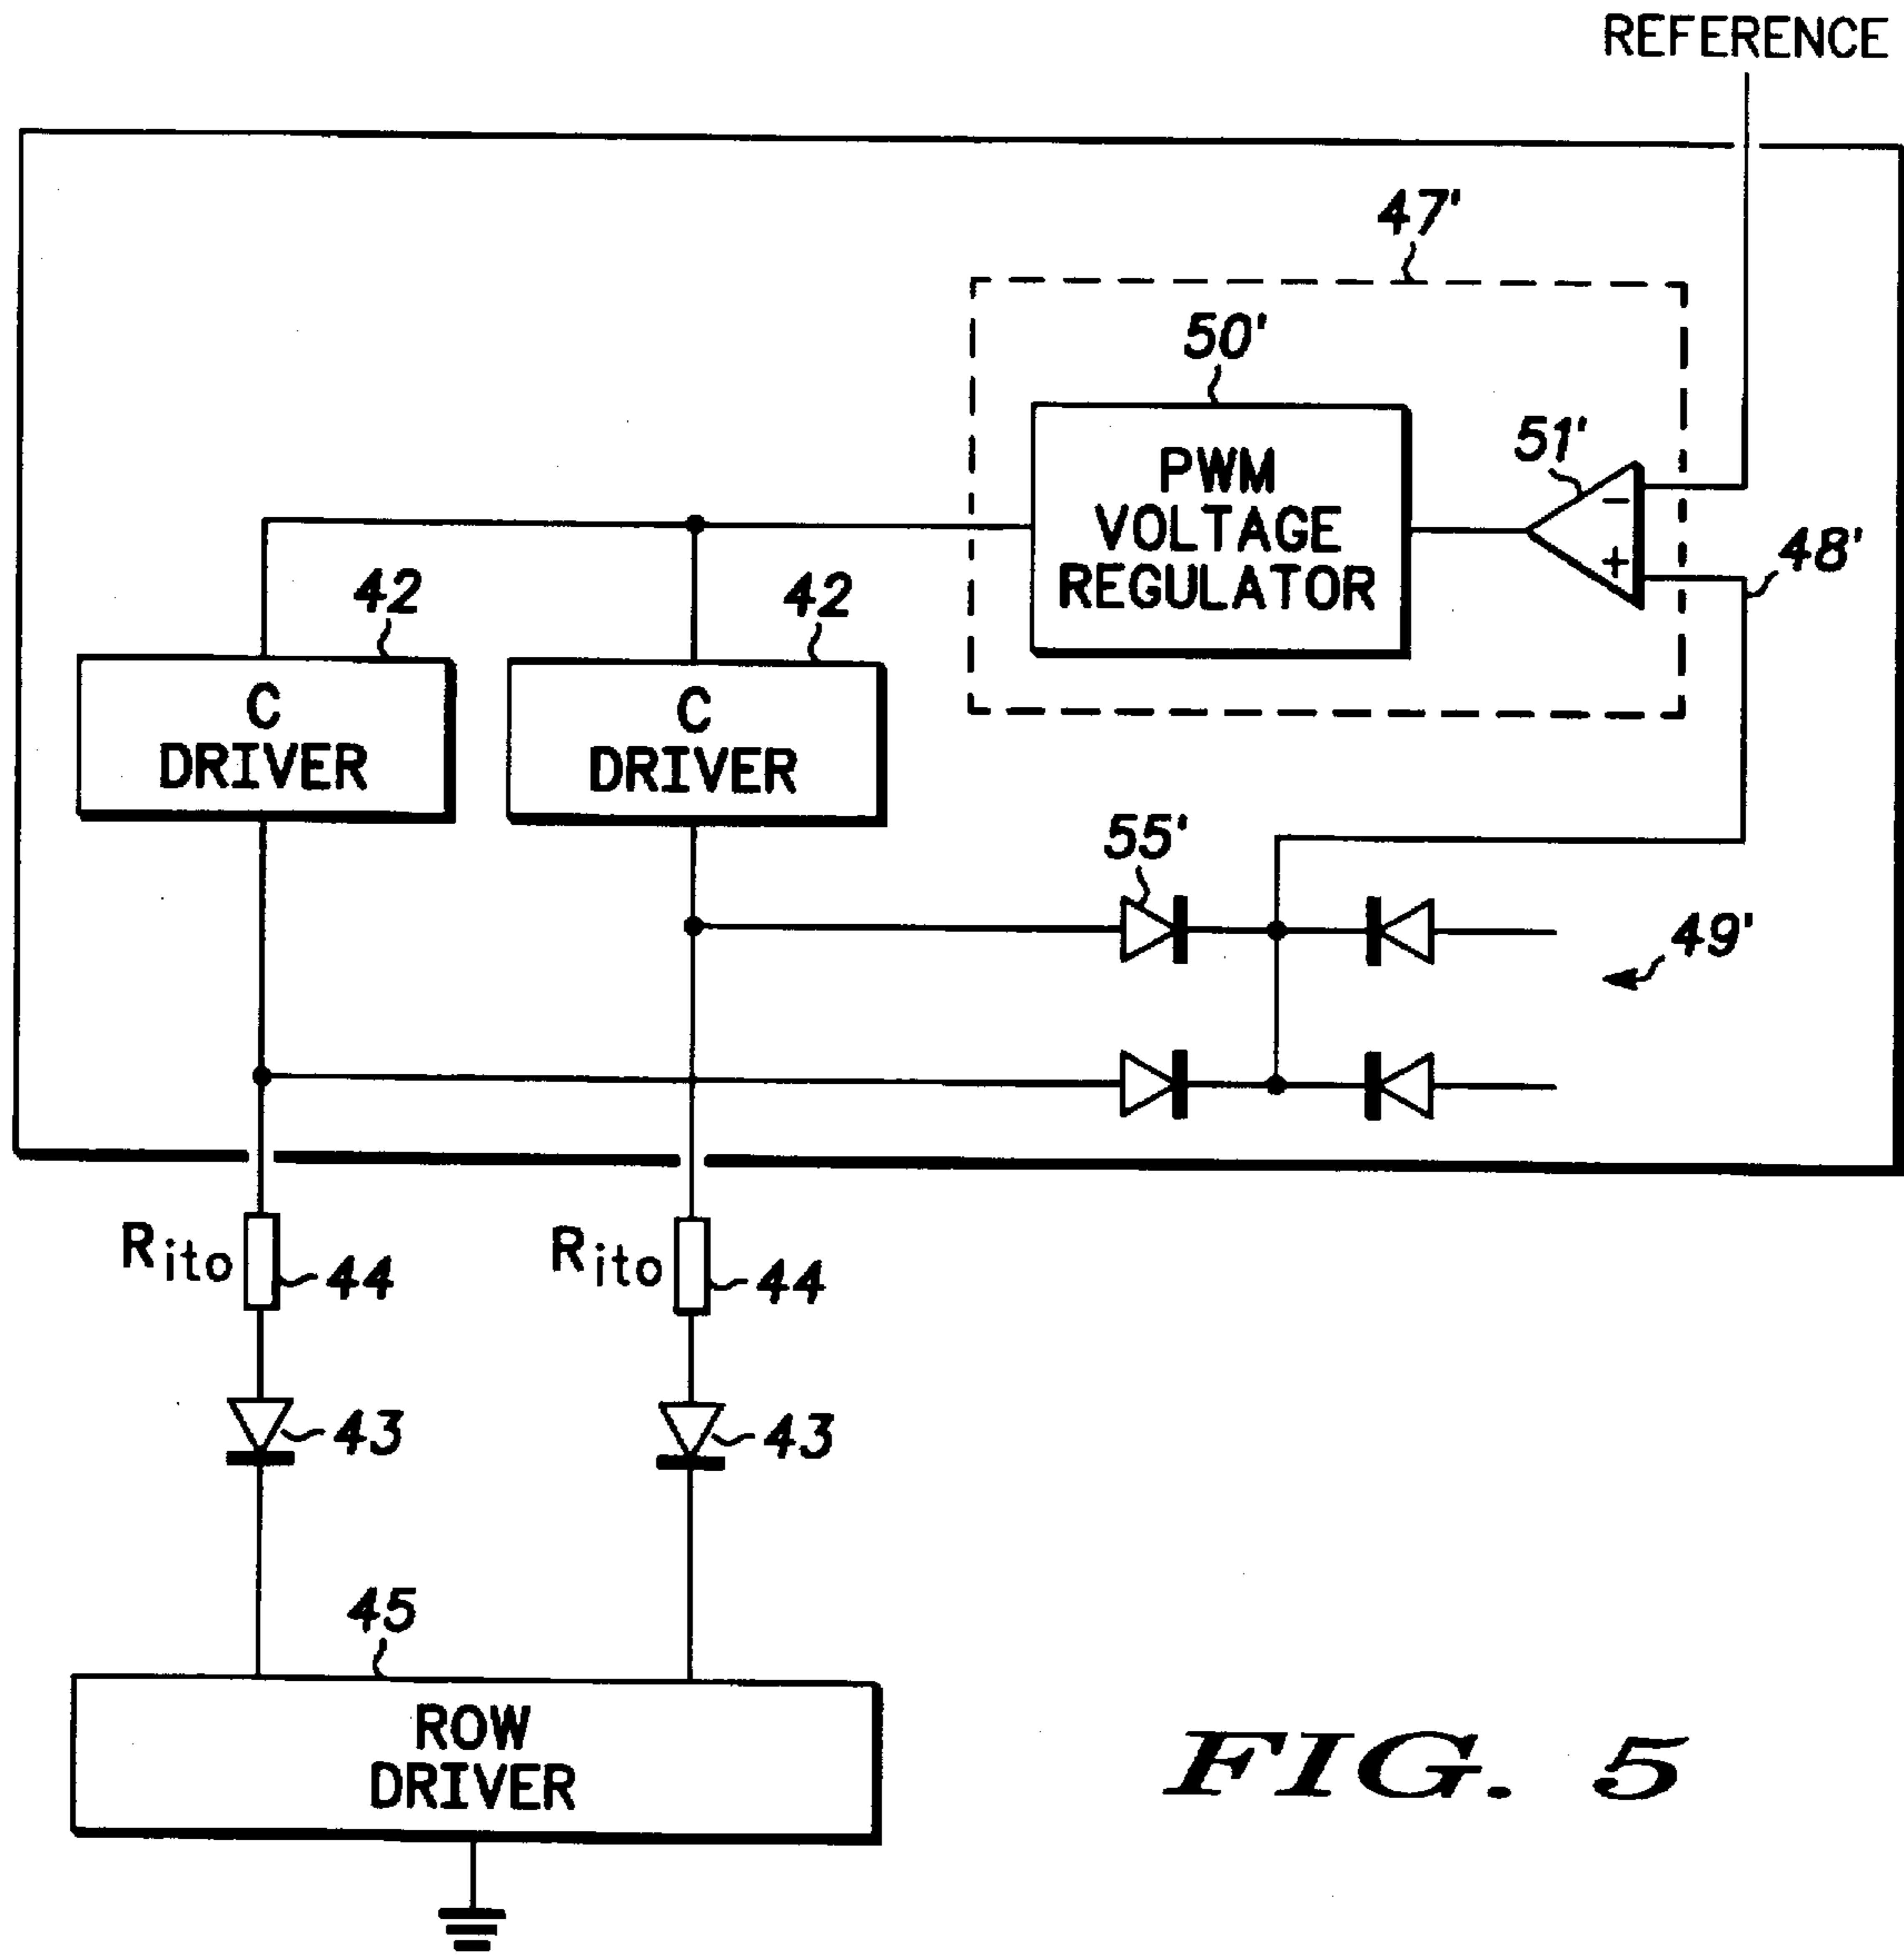 REFERENCE
47'
50'
51'
PWM
VOLTAGE
REGULATOR
-
+
48'
42
42
C
DRIVER
C
DRIVER
55'
49'
Rito
44
Rito
44
43
43
45
ROW
DRIVER
FIG. 5